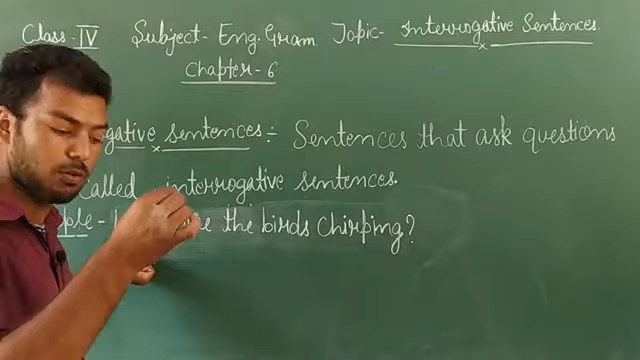 Class - IV Subject - Eng. Gram. Topic - Interrogative Sentences.
Chapter - 6
gative sentences ÷ Sentences that ask questions
called interrogative sentences.
ple - 1 the birds chirping?